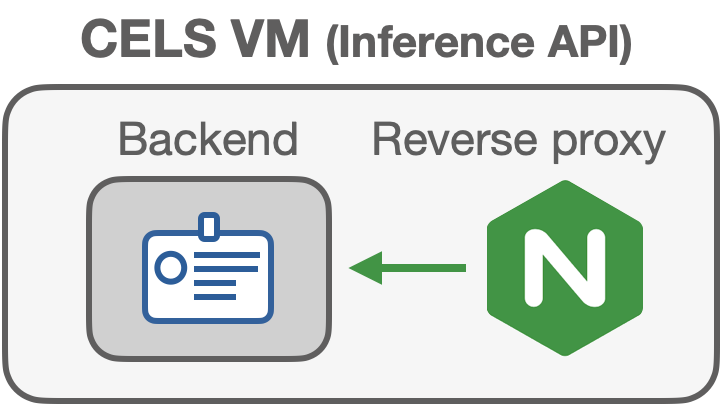 CELS VM (Inference API)
Backend Reverse proxy
N